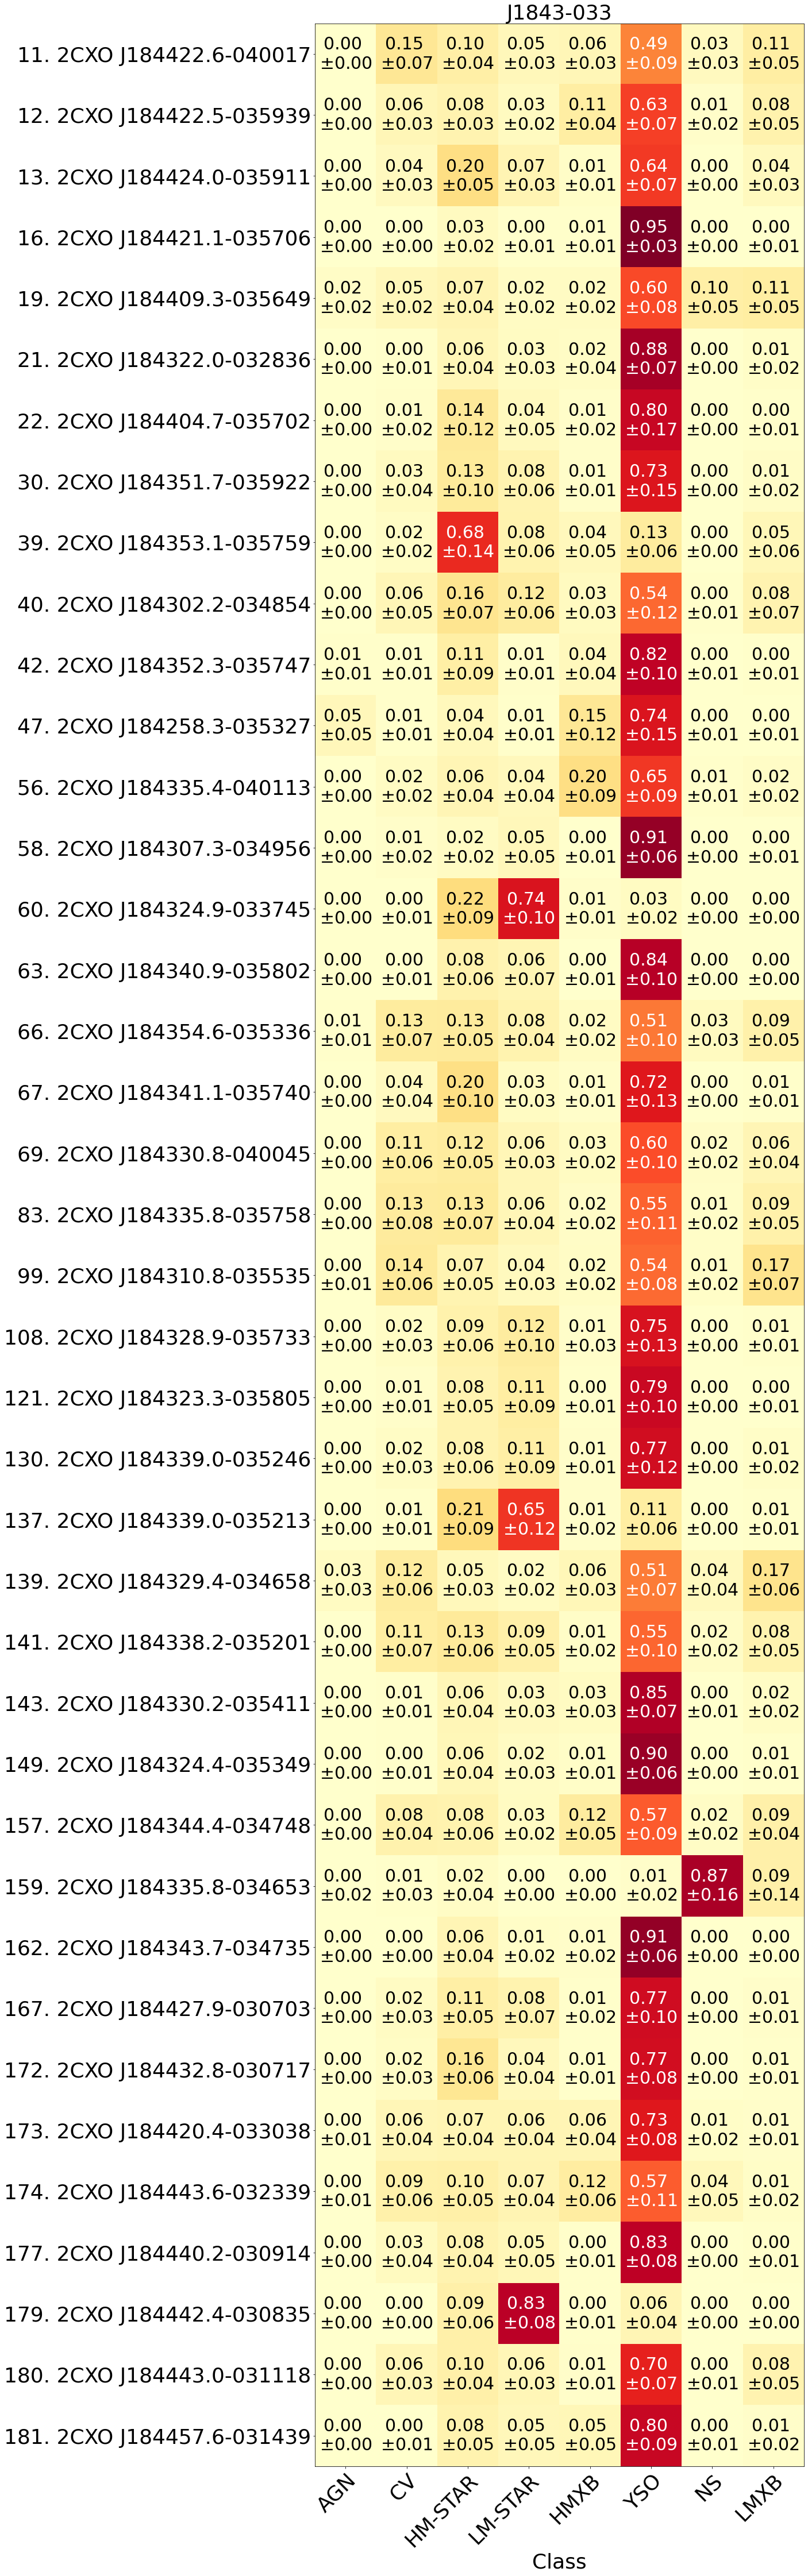 J1843-033
11. 2CXO J184422.6-040017 0.00 0.15 0.10 0.05 0.06 0.49 0.03 0.11
±0.00 ±0.07 ±0.04 ±0.03 ±0.03 ±0.09 ±0.03 ±0.05
12. 2CXO J184422.5-035939 0.00 0.06 0.08 0.03 0.11 0.63 0.01 0.08
±0.00 ±0.03 ±0.03 ±0.02 ±0.04 ±0.07 ±0.02 ±0.05
13. 2CXO J184424.0-035911 0.00 0.04 0.20 0.07 0.01 0.64 0.00 0.04
±0.00 ±0.03 ±0.05 ±0.03 ±0.01 ±0.07 ±0.00 ±0.03
16. 2CXO J184421.1-035706 0.00 0.00 0.03 0.00 0.01 0.95 0.00 0.00
±0.00 ±0.00 ±0.02 ±0.01 ±0.01 ±0.03 ±0.00 ±0.01
19. 2CXO J184409.3-035649 0.02 0.05 0.07 0.02 0.02 0.60 0.10 0.11
±0.02 ±0.02 ±0.04 ±0.02 ±0.02 ±0.08 ±0.05 ±0.05
21. 2CXO J184322.0-032836 0.00 0.00 0.06 0.03 0.02 0.88 0.00 0.01
±0.00 ±0.01 ±0.04 ±0.03 ±0.04 ±0.07 ±0.00 ±0.02
22. 2CXO J184404.7-035702 0.00 0.01 0.14 0.04 0.01 0.80 0.00 0.00
±0.00 ±0.02 ±0.12 ±0.05 ±0.02 ±0.17 ±0.00 ±0.01
30. 2CXO J184351.7-035922 0.00 0.03 0.13 0.08 0.01 0.73 0.00 0.01
±0.00 ±0.04 ±0.10 ±0.06 ±0.01 ±0.15 ±0.00 ±0.02
39. 2CXO J184353.1-035759 0.00 0.02 0.68 0.08 0.04 0.13 0.00 0.05
±0.00 ±0.02 ±0.14 ±0.06 ±0.05 ±0.06 ±0.00 ±0.06
40. 2CXO J184302.2-034854 0.00 0.06 0.16 0.12 0.03 0.54 0.00 0.08
±0.00 ±0.05 ±0.07 ±0.06 ±0.03 ±0.12 ±0.01 ±0.07
42. 2CXO J184352.3-035747 0.01 0.01 0.11 0.01 0.04 0.82 0.00 0.00
±0.01 ±0.01 ±0.09 ±0.01 ±0.04 ±0.10 ±0.01 ±0.01
47. 2CXO J184258.3-035327 0.05 0.01 0.04 0.01 0.15 0.74 0.00 0.00
±0.05 ±0.01 ±0.04 ±0.01 ±0.12 ±0.15 ±0.01 ±0.01
56. 2CXO J184335.4-040113 0.00 0.02 0.06 0.04 0.20 0.65 0.01 0.02
±0.00 ±0.02 ±0.04 ±0.04 ±0.09 ±0.09 ±0.01 ±0.02
58. 2CXO J184307.3-034956 0.00 0.01 0.02 0.05 0.00 0.91 0.00 0.00
±0.00 ±0.02 ±0.02 ±0.05 ±0.01 ±0.06 ±0.00 ±0.01
60. 2CXO J184324.9-033745 0.00 0.00 0.22 0.74 0.01 0.03 0.00 0.00
±0.00 ±0.01 ±0.09 ±0.10 ±0.01 ±0.02 ±0.00 ±0.00
63. 2CXO J184340.9-035802 0.00 0.00 0.08 0.06 0.01 0.84 0.00 0.00
±0.00 ±0.01 ±0.06 ±0.07 ±0.01 ±0.10 ±0.00 ±0.00
66. 2CXO J184354.6-035336 0.01 0.13 0.13 0.08 0.02 0.51 0.03 0.09
±0.01 ±0.07 ±0.05 ±0.04 ±0.02 ±0.10 ±0.03 ±0.05
67. 2CXO J184341.1-035740 0.00 0.04 0.20 0.03 0.01 0.72 0.00 0.01
±0.00 ±0.04 ±0.10 ±0.03 ±0.01 ±0.13 ±0.00 ±0.01
69. 2CXO J184330.8-040045 0.00 0.11 0.12 0.06 0.03 0.60 0.02 0.06
±0.00 ±0.06 ±0.05 ±0.03 ±0.02 ±0.10 ±0.02 ±0.04
83. 2CXO J184335.8-035758 0.00 0.13 0.13 0.06 0.02 0.55 0.01 0.09
±0.00 ±0.08 ±0.07 ±0.04 ±0.02 ±0.11 ±0.02 ±0.05
99. 2CXO J184310.8-035535 0.00 0.14 0.07 0.04 0.02 0.54 0.01 0.17
±0.01 ±0.06 ±0.05 ±0.03 ±0.02 ±0.08 ±0.02 ±0.07
108. 2CXO J184328.9-035733 0.00 0.02 0.09 0.12 0.01 0.75 0.00 0.01
±0.00 ±0.03 ±0.06 ±0.10 ±0.03 ±0.13 ±0.00 ±0.01
121. 2CXO J184323.3-035805 0.00 0.01 0.08 0.11 0.00 0.79 0.00 0.00
±0.00 ±0.01 ±0.05 ±0.09 ±0.01 ±0.10 ±0.00 ±0.01
130. 2CXO J184339.0-035246 0.00 0.02 0.08 0.11 0.01 0.77 0.00 0.01
±0.00 ±0.03 ±0.06 ±0.09 ±0.01 ±0.12 ±0.00 ±0.02
137. 2CXO J184339.0-035213 0.00 0.01 0.21 0.65 0.01 0.11 0.00 0.01
±0.00 ±0.01 ±0.09 ±0.12 ±0.02 ±0.06 ±0.00 ±0.01
139. 2CXO J184329.4-034658 0.03 0.12 0.05 0.02 0.06 0.51 0.04 0.17
±0.03 ±0.06 ±0.03 ±0.02 ±0.03 ±0.07 ±0.04 ±0.06
141. 2CXO J184338.2-035201 0.00 0.11 0.13 0.09 0.01 0.55 0.02 0.08
±0.00 ±0.07 ±0.06 ±0.05 ±0.02 ±0.10 ±0.02 ±0.05
143. 2CXO J184330.2-035411 0.00 0.01 0.06 0.03 0.03 0.85 0.00 0.02
±0.00 ±0.01 ±0.04 ±0.03 ±0.03 ±0.07 ±0.01 ±0.02
149. 2CXO J184324.4-035349 0.00 0.00 0.06 0.02 0.01 0.90 0.00 0.01
±0.00 ±0.01 ±0.04 ±0.03 ±0.01 ±0.06 ±0.00 ±0.01
157. 2CXO J184344.4-034748 0.00 0.08 0.08 0.03 0.12 0.57 0.02 0.09
±0.00 ±0.04 ±0.06 ±0.02 ±0.05 ±0.09 ±0.02 ±0.04
159. 2CXO J184335.8-034653 0.00 0.01 0.02 0.00 0.00 0.01 0.87 0.09
±0.02 ±0.03 ±0.04 ±0.00 ±0.00 ±0.02 ±0.16 ±0.14
162. 2CXO J184343.7-034735 0.00 0.00 0.06 0.01 0.01 0.91 0.00 0.00
±0.00 ±0.00 ±0.04 ±0.02 ±0.02 ±0.06 ±0.00 ±0.00
167. 2CXO J184427.9-030703 0.00 0.02 0.11 0.08 0.01 0.77 0.00 0.01
±0.00 ±0.03 ±0.05 ±0.07 ±0.02 ±0.10 ±0.00 ±0.01
172. 2CXO J184432.8-030717 0.00 0.02 0.16 0.04 0.01 0.77 0.00 0.01
±0.00 ±0.03 ±0.06 ±0.04 ±0.01 ±0.08 ±0.00 ±0.01
173. 2CXO J184420.4-033038 0.00 0.06 0.07 0.06 0.06 0.73 0.01 0.01
±0.01 ±0.04 ±0.04 ±0.04 ±0.04 ±0.08 ±0.02 ±0.01
174. 2CXO J184443.6-032339 0.00 0.09 0.10 0.07 0.12 0.57 0.04 0.01
±0.01 ±0.06 ±0.05 ±0.04 ±0.06 ±0.11 ±0.05 ±0.02
177. 2CXO J184440.2-030914 0.00 0.03 0.08 0.05 0.00 0.83 0.00 0.00
±0.00 ±0.04 ±0.04 ±0.05 ±0.01 ±0.08 ±0.00 ±0.01
179. 2CXO J184442.4-030835 0.00 0.00 0.09 0.83 0.00 0.06 0.00 0.00
±0.00 ±0.00 ±0.06 ±0.08 ±0.01 ±0.04 ±0.00 ±0.00
180. 2CXO J184443.0-031118 0.00 0.06 0.10 0.06 0.01 0.70 0.00 0.08
±0.00 ±0.03 ±0.04 ±0.03 ±0.01 ±0.07 ±0.01 ±0.05
181. 2CXO J184457.6-031439 0.00 0.00 0.08 0.05 0.05 0.80 0.00 0.01
±0.00 ±0.01 ±0.05 ±0.05 ±0.05 ±0.09 ±0.01 ±0.02
AGN CV HM-STAR LM-STAR HMXB YSO NS LMXB
Class